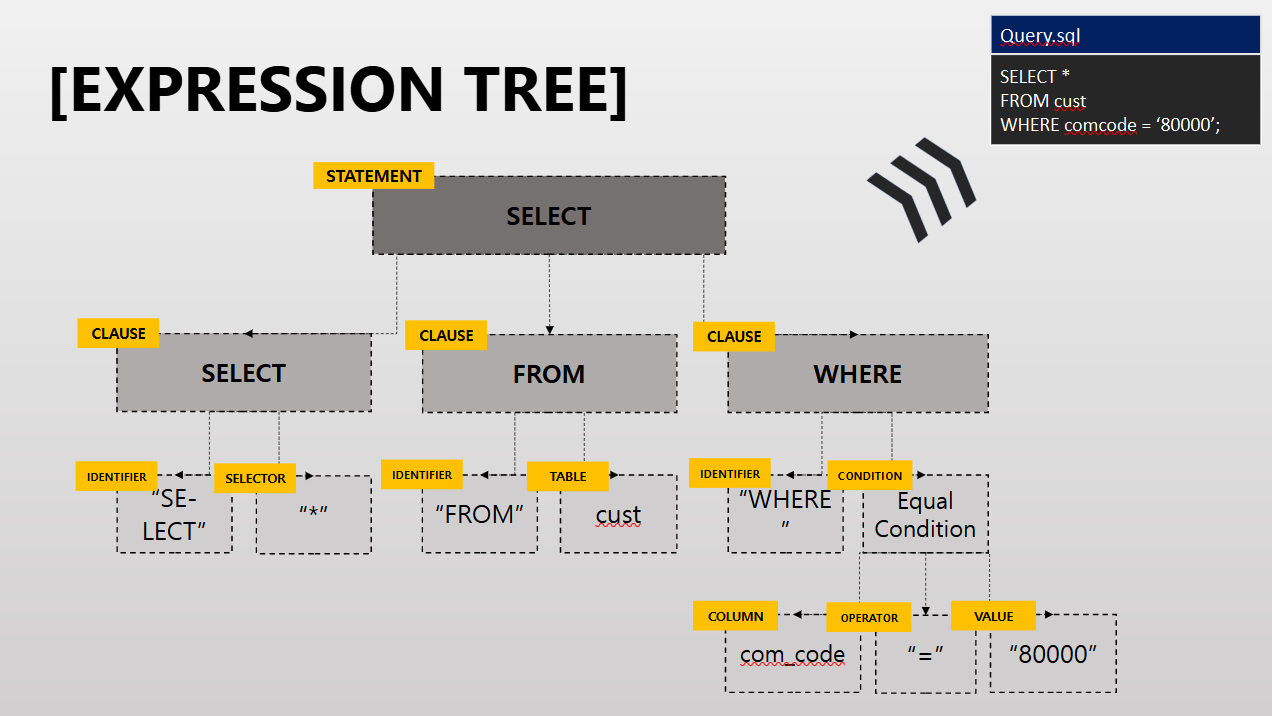 Query.sql
SELECT *
FROM cust
WHERE comcode = ‘80000’;
[EXPRESSION TREE]
STATEMENT
SELECT
CLAUSE
SELECT
CLAUSE
FROM
CLAUSE
WHERE
IDENTIFIER
“SE-
LECT”
SELECTOR
“*”
IDENTIFIER
“FROM”
TABLE
cust
IDENTIFIER
“WHERE
”
CONDITION
Equal
Condition
COLUMN
com_code
OPERATOR
“=”
VALUE
“80000”